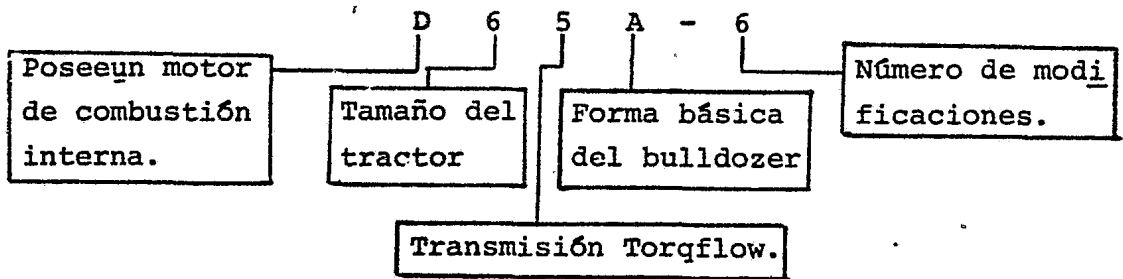 D 6 5 A - 6
Poseeun motor
de combustión
interna.
Tamaño del
tractor
Forma básica
del bulldozer
Número de modi
ficaciones.
Transmisión Torqflow.